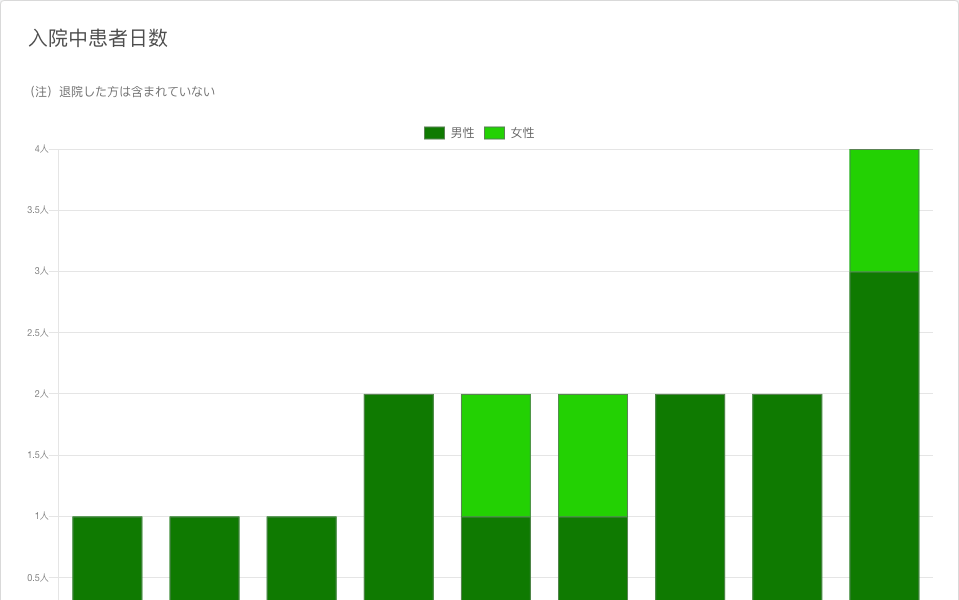 入院中患者日数
（注）退院した方は含まれていない
男性 女性
4人
3.5人
3人
2.5人
2人
1.5人
1人
0.5人